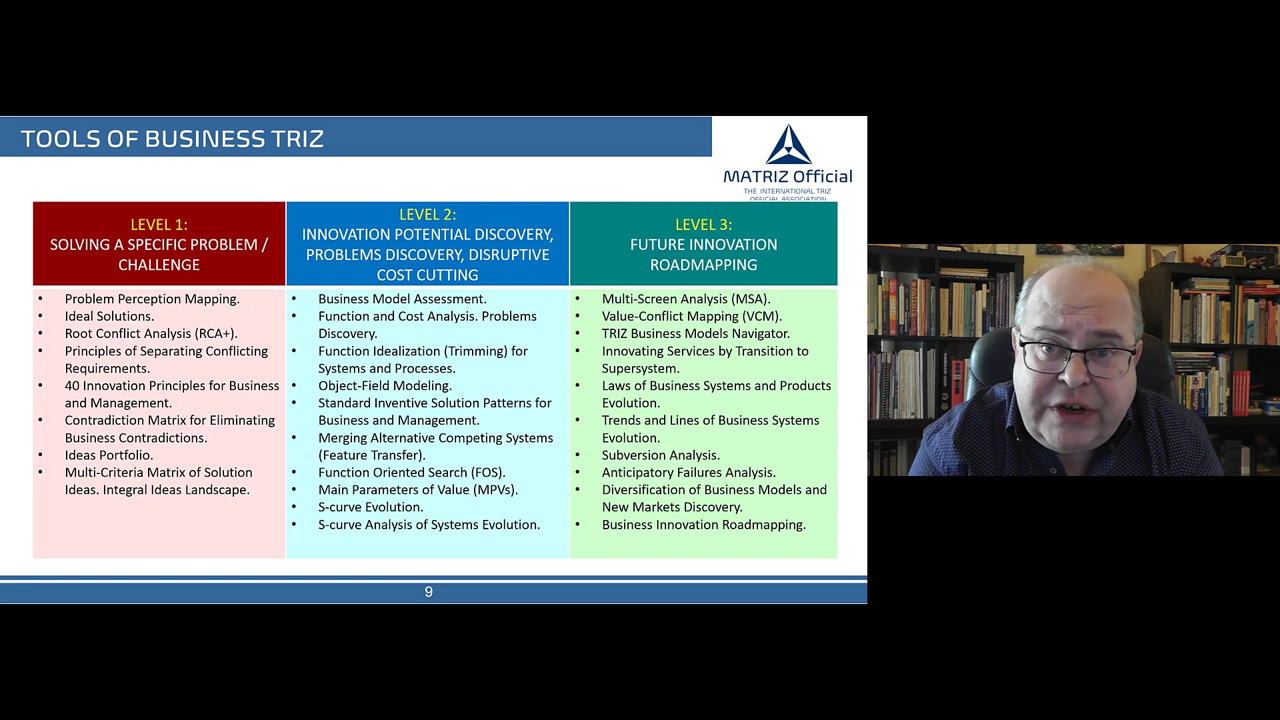 TOOLS OF BUSINESS TRIZ
MATRIZ Official
THE INTERNATIONAL TRIZ
OFFICIAL ASSOCIATION
LEVEL 1:
SOLVING A SPECIFIC PROBLEM /
CHALLENGE
• Problem Perception Mapping.
• Ideal Solutions.
• Root Conflict Analysis (RCA+).
• Principles of Separating Conflicting
Requirements.
• 40 Innovation Principles for Business
and Management.
• Contradiction Matrix for Eliminating
Business Contradictions.
• Ideas Portfolio.
• Multi-Criteria Matrix of Solution
Ideas. Integral Ideas Landscape.
LEVEL 2:
INNOVATION POTENTIAL DISCOVERY,
PROBLEMS DISCOVERY, DISRUPTIVE
COST CUTTING
• Business Model Assessment.
• Function and Cost Analysis. Problems
Discovery.
• Function Idealization (Trimming) for
Systems and Processes.
• Object-Field Modeling.
• Standard Inventive Solution Patterns for
Business and Management.
• Merging Alternative Competing Systems
(Feature Transfer).
• Function Oriented Search (FOS).
• Main Parameters of Value (MPVs).
• S-curve Evolution.
• S-curve Analysis of Systems Evolution.
LEVEL 3:
FUTURE INNOVATION
ROADMAPPING
• Multi-Screen Analysis (MSA).
• Value-Conflict Mapping (VCM).
• TRIZ Business Models Navigator.
• Innovating Services by Transition to
Supersystem.
• Laws of Business Systems and Products
Evolution.
• Trends and Lines of Business Systems
Evolution.
• Subversion Analysis.
• Anticipatory Failures Analysis.
• Diversification of Business Models and
New Markets Discovery.
• Business Innovation Roadmapping.
9